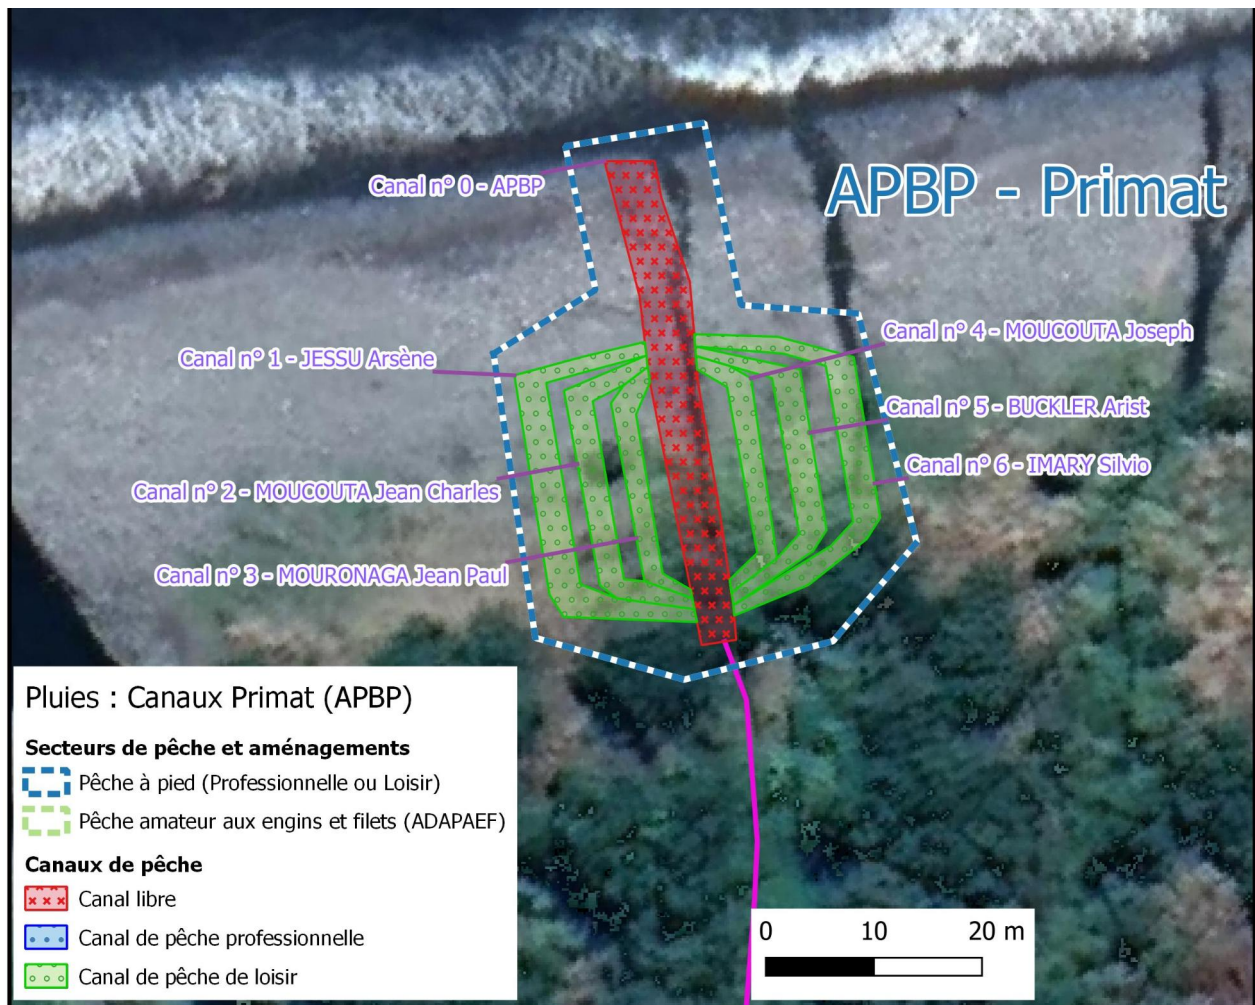 APBP - Primat
Canal n° 0 - APBP
Canal n° 4 - MOUCOUTA Joseph
Canal n° 1 - JESSU Arsène
Canal n° 5 - BUCKLER Arist
Canal n° 6 - IMARY Silvio
Canal n° 2 - MOUCOUTA Jean Charles
Canal n° 3 - MOURONAGA Jean Paul
Pluies : Canaux Primat (APBP)
Secteurs de pêche et aménagements
Pêche à pied (Professionnelle ou Loisir)
Pêche amateur aux engins et filets (ADAPAEF)
Canaux de pêche
Canal libre
Canal de pêche professionnelle
Canal de pêche de loisir
0 10 20 m